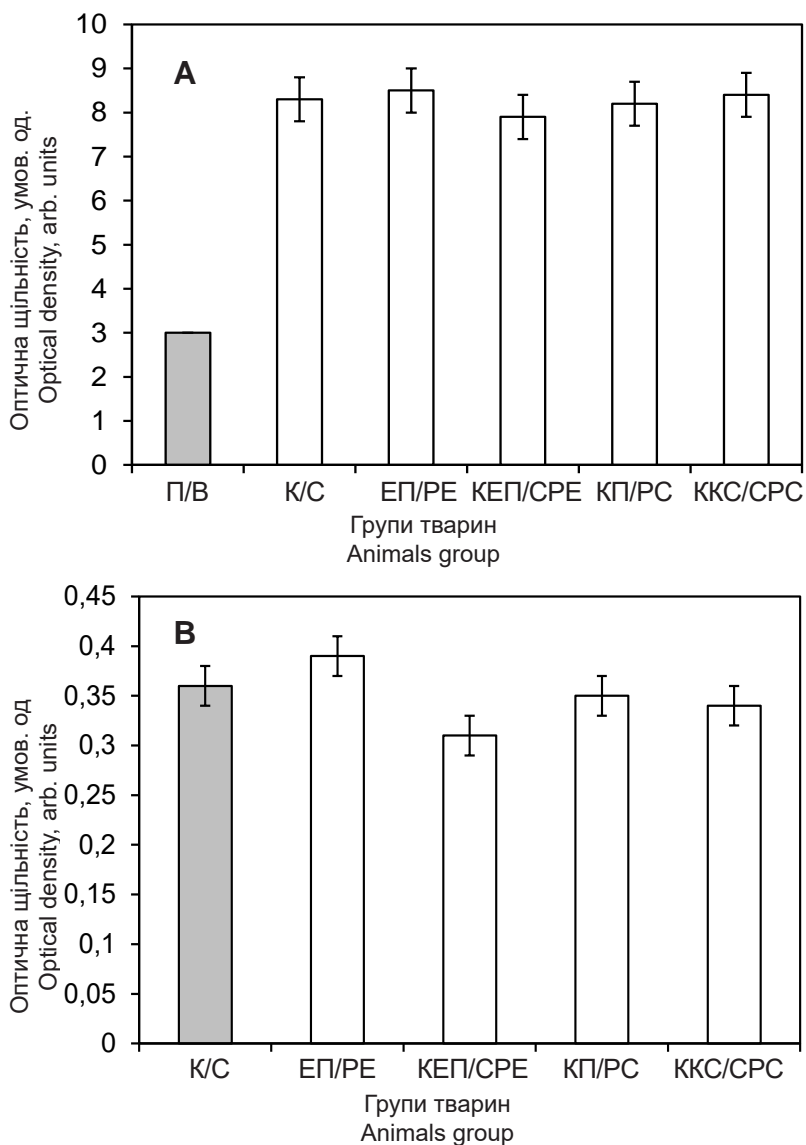 Оптична щільність, умов. од.
Optical density, arb. units
10
9
8
7
6
5
4
3
2
1
0
A
П/В К/С ЕП/РЕ КЕП/СРЕ КП/РС ККС/СРС
Групи тварин
Animals group
Оптична щільність, умов. од
Optical density, arb. units
0,45
0,4
0,35
0,3
0,25
0,2
0,15
0,1
0,05
0
B
К/С ЕП/РЕ КЕП/СРЕ КП/РС ККС/СРС
Групи тварин
Animals group